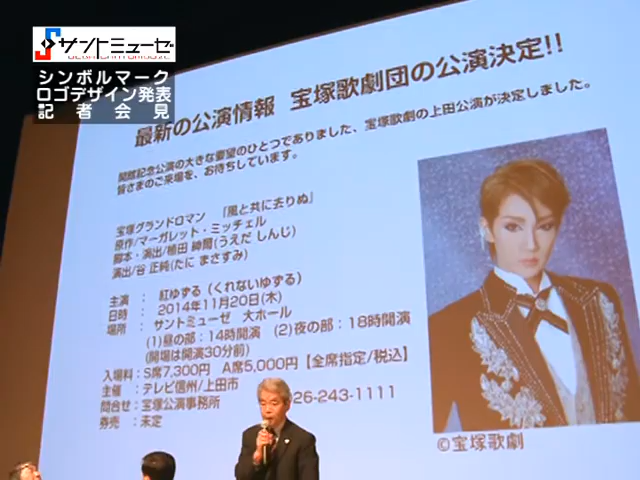 サントミューゼ
シンボルマーク
ロゴデザイン発表
記者会見
最新の公演情報 宝塚歌劇団の公演決定!!
開館記念公演の大きな要望のひとつでありました、宝塚歌劇の上田公演が決定しました。
皆さまのご来場を、お待ちしています。
宝塚グランドロマン 『風と共に去りぬ』
原作/マーガレット・ミッチェル
脚本・演出/植田 紳爾(うえだ しんじ)
演出/谷 正純(たに まさすみ)
主演 : 紅ゆずる(くれないゆずる)
日時 : 2014年11月20日(木)
場所 : サントミューゼ 大ホール
(1)昼の部:14時開演 (2)夜の部:18時開演
(開場は開演30分前)
入場料:S席7,300円 A席5,000円【全席指定/税込】
主催 :テレビ信州/上田市
問合せ:宝塚公演事務所 26-243-1111
券売 :未定
©宝塚歌劇